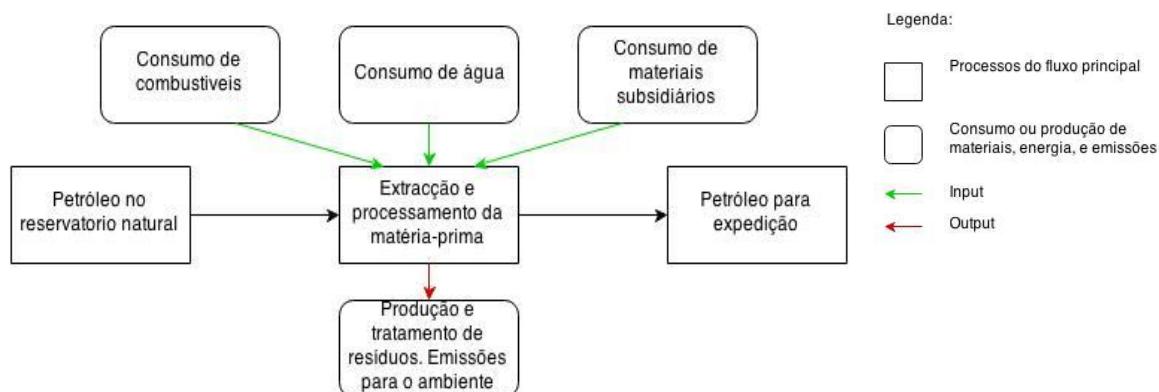 Consumo de
combustíveis
Consumo de água
Consumo de
materiais
subsidiários
Petróleo no
reservatorio natural
Extracção e
processamento da
matéria-prima
Petróleo para
expedição
Produção e
tratamento de
resíduos. Emissões
para o ambiente
Legenda:
Processos do fluxo principal
Consumo ou produção de
materiais, energia, e emissões
Input
Output